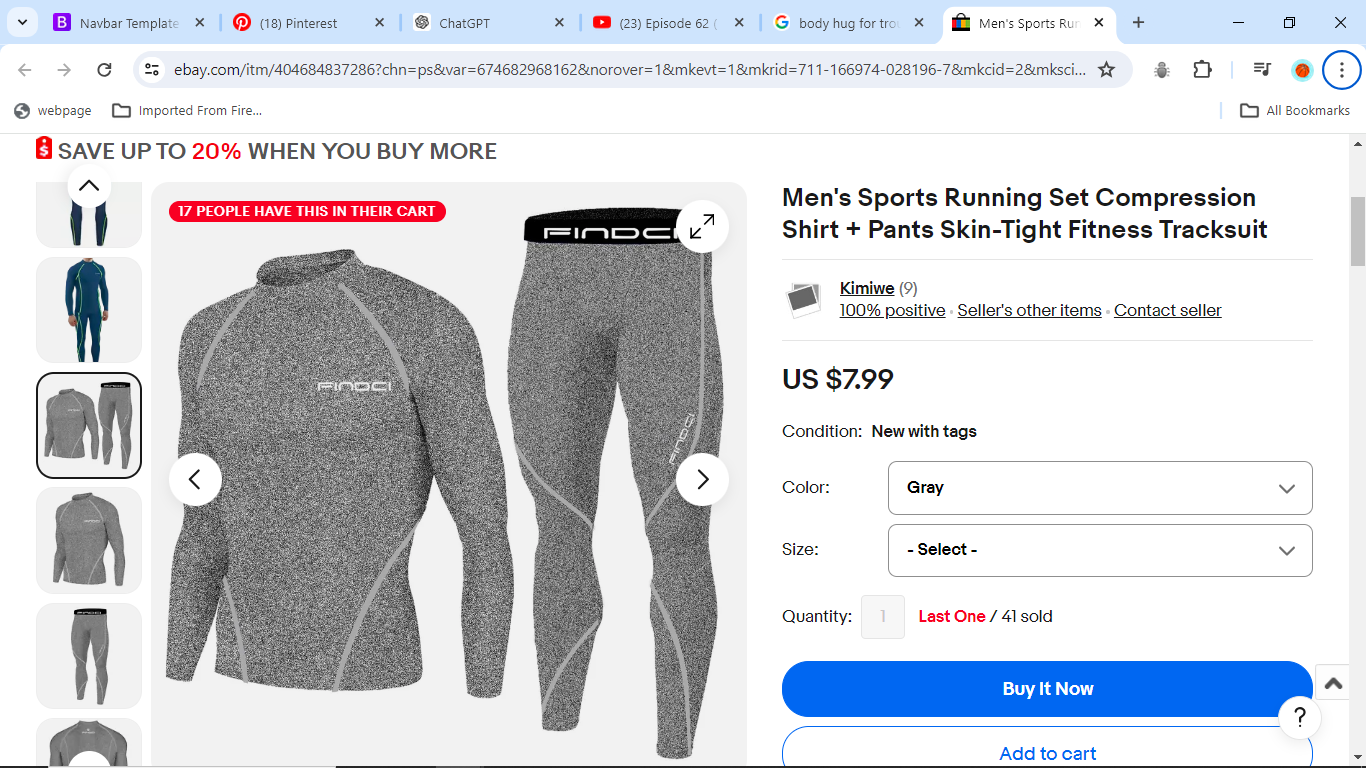 Navbar Template
(18) Pinterest
ChatGPT
(23) Episode 62 (
body hug for trou
Men's Sports Run
ebay.com/itm/404684837286?chn=ps&var=674682968162&norover=1&mkevt=1&mkrid=711-166974-028196-7&mkcid=2&mksci...
webpage
Imported From Fire...
All Bookmarks
SAVE UP TO 20% WHEN YOU BUY MORE
17 PEOPLE HAVE THIS IN THEIR CART
FINDCI
FINDCI
FINDCI
Men's Sports Running Set Compression
Shirt + Pants Skin-Tight Fitness Tracksuit
Kimiwe (9)
100% positive • Seller's other items • Contact seller
US $7.99
Condition: New with tags
Color: Gray
Size: - Select -
Quantity: 1 Last One / 41 sold
Buy It Now
?
Add to cart